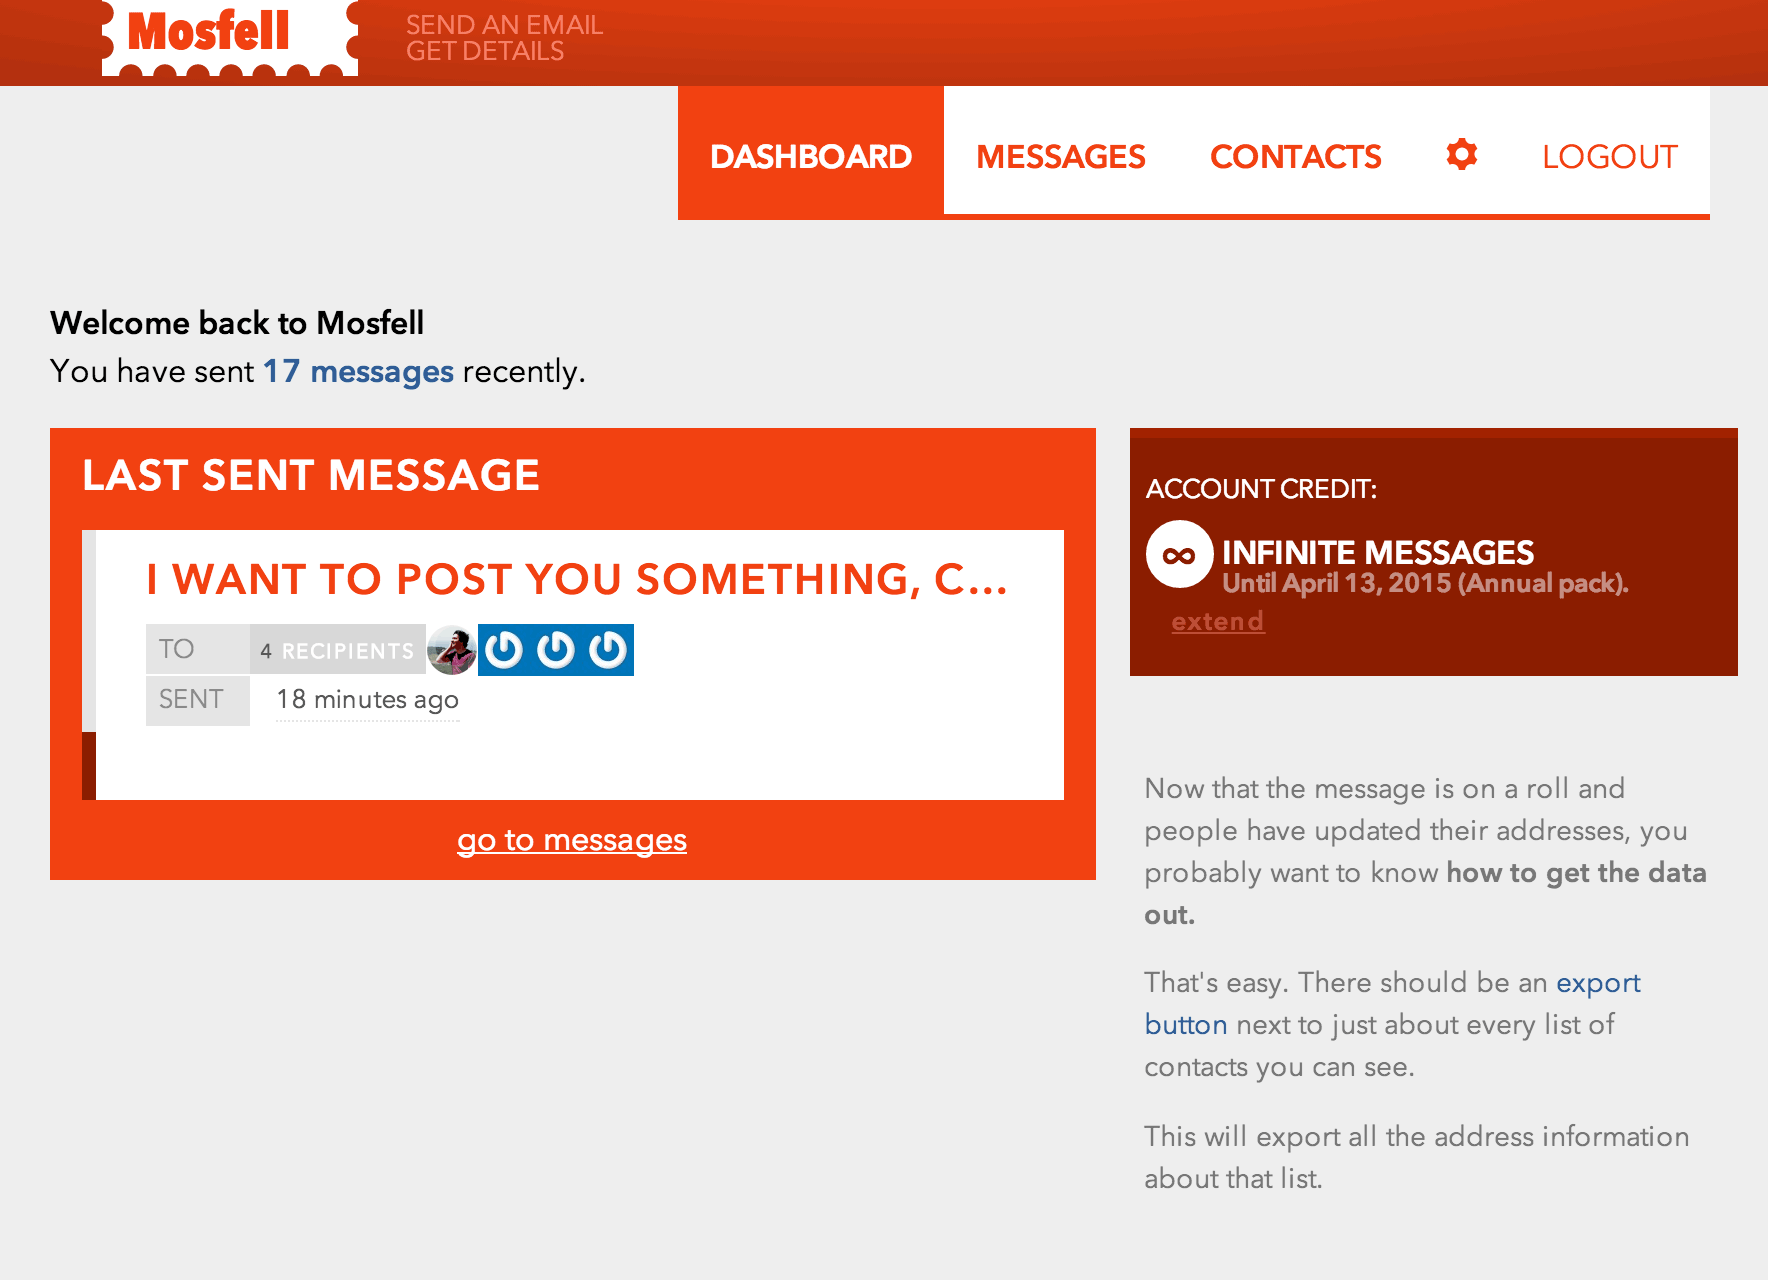 Mosfell
SEND AN EMAIL
GET DETAILS
DASHBOARD
MESSAGES
CONTACTS
LOGOUT
Welcome back to Mosfell
You have sent 17 messages recently.
LAST SENT MESSAGE
I WANT TO POST YOU SOMETHING, C...
TO
4 RECIPIENTS
SENT
18 minutes ago
go to messages
ACCOUNT CREDIT:
∞
INFINITE MESSAGES
Until April 13, 2015 (Annual pack).
extend
Now that the message is on a roll and
people have updated their addresses, you
probably want to know how to get the data
out.
That's easy. There should be an export
button next to just about every list of
contacts you can see.
This will export all the address information
about that list.